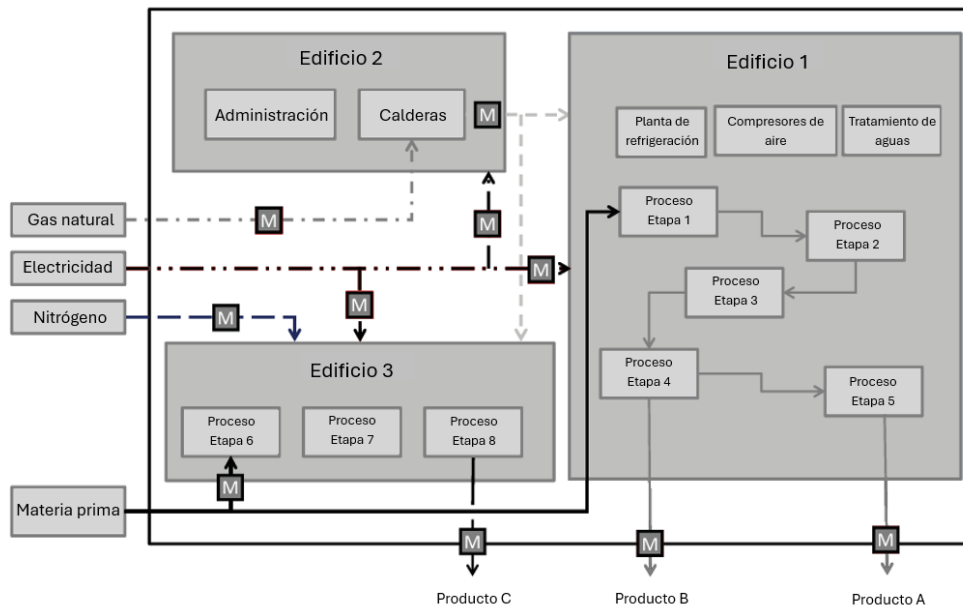 Edificio 2
Administración
Calderas
M
Edificio 1
Planta de
refrigeración
Compresores de
aire
Tratamiento de
aguas
Gas natural
M
M
Proceso
Etapa 1
Proceso
Etapa 2
Electricidad
M
Proceso
Etapa 3
Nitrógeno
M
M
Edificio 3
Proceso
Etapa 4
Proceso
Etapa 5
Proceso
Etapa 6
Proceso
Etapa 7
Proceso
Etapa 8
M
Materia prima
M
M
M
Producto C
Producto B
Producto A